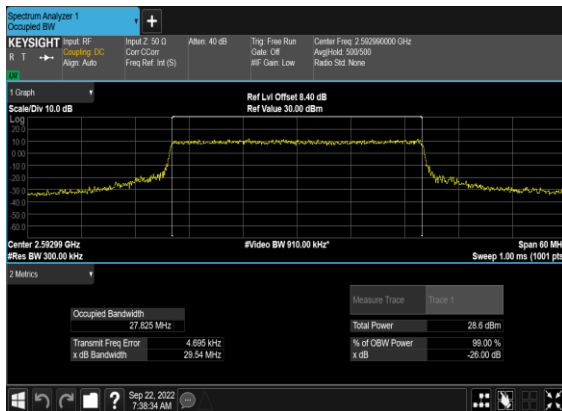 Spectrum Analyzer 1
Occupied BW
KEYSIGHT
R T
Input: RF
Coupling: DC
Align: Auto
Input Z: 50 Ω
Corr CCorr
Freq Ref: Int (S)
Atten: 40 dB
Trig: Free Run
Gate: Off
#IF Gain: Low
Center Freq: 2.592990000 GHz
Avg|Hold: 500/500
Radio Std: None
1 Graph
Scale/Div 10.0 dB
Ref Lvl Offset 8.40 dB
Ref Value 30.00 dBm
Log
20.0
10.0
0.00
-10.0
-20.0
-30.0
-40.0
-50.0
-60.0
Center 2.59299 GHz
#Res BW 300.00 kHz
#Video BW 910.00 kHz*
Span 60 MH
Sweep 1.00 ms (1001 pts
2 Metrics
Measure Trace Trace 1
Occupied Bandwidth
27.825 MHz
Total Power 28.6 dBm
Transmit Freq Error 4.695 kHz
% of OBW Power 99.00 %
x dB Bandwidth 29.54 MHz
x dB -26.00 dB
?
Sep 22, 2022
7:38:34 AM